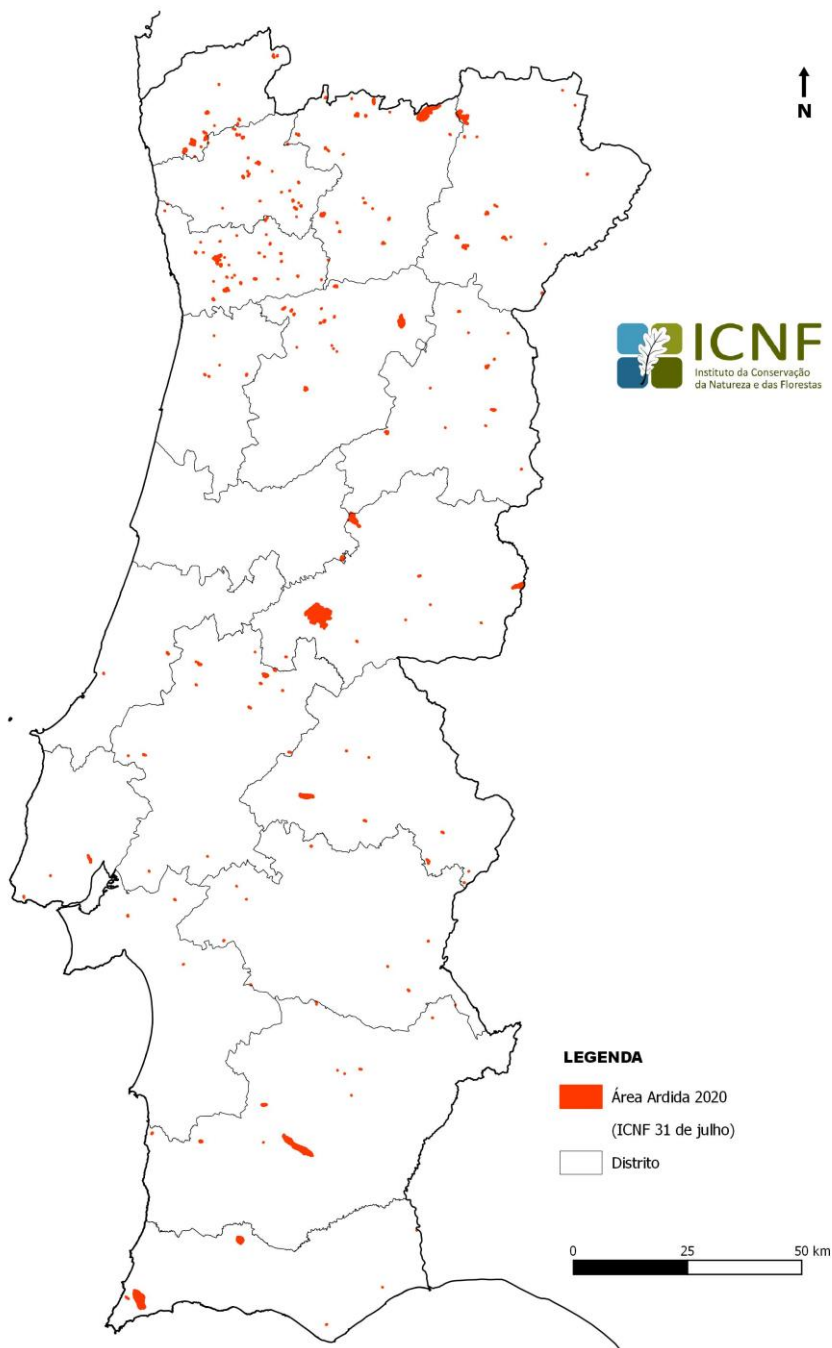 N
ICNF
Instituto da Conservação
da Natureza e das Florestas
LEGENDA
Área Ardida 2020
(ICNF 31 de julho)
Distrito
0 25 50 km